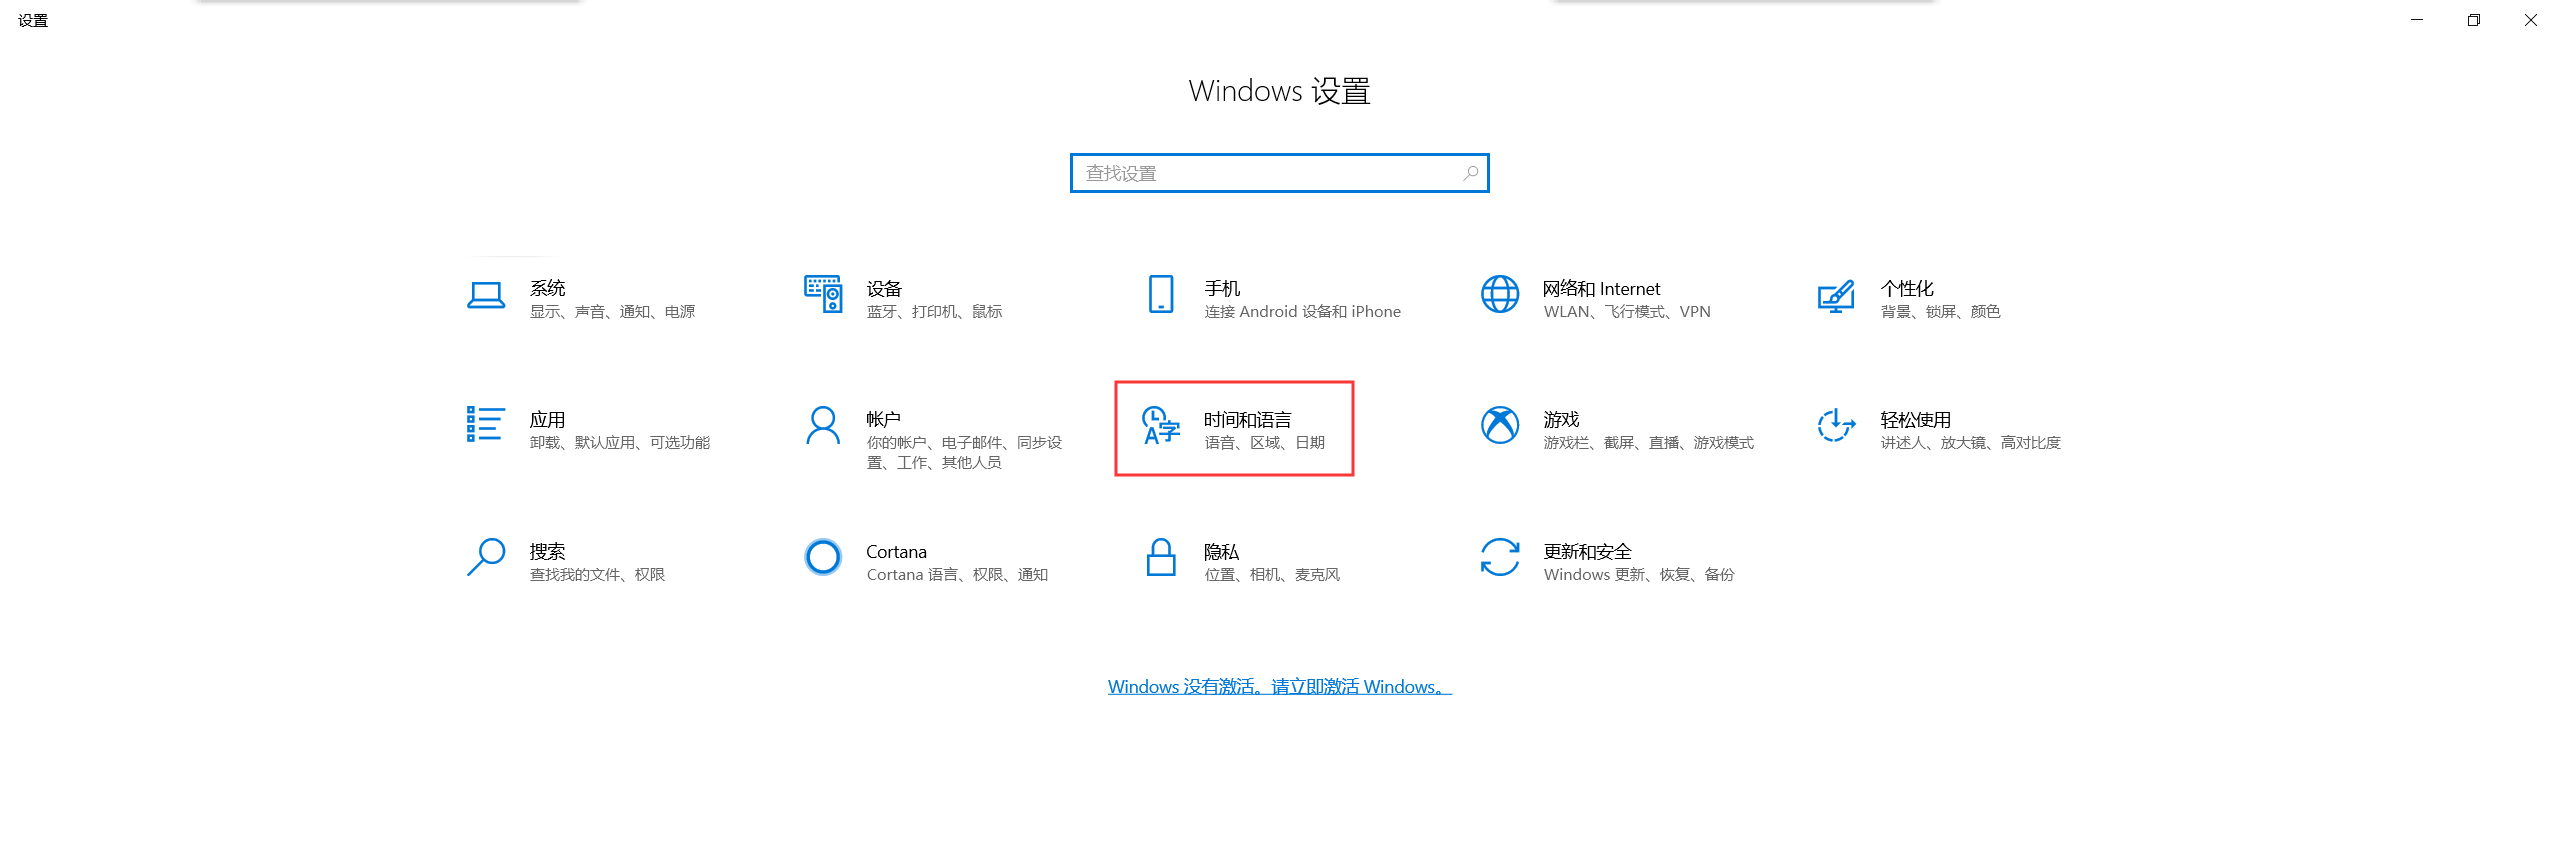 设置
Windows 设置
查找设置
系统
显示、声音、通知、电源
设备
蓝牙、打印机、鼠标
手机
连接 Android 设备和 iPhone
网络和 Internet
WLAN、飞行模式、VPN
个性化
背景、锁屏、颜色
应用
卸载、默认应用、可选功能
帐户
你的帐户、电子邮件、同步设
置、工作、其他人员
时间和语言
语音、区域、日期
游戏
游戏栏、截屏、直播、游戏模式
轻松使用
讲述人、放大镜、高对比度
搜索
查找我的文件、权限
Cortana
Cortana 语言、权限、通知
隐私
位置、相机、麦克风
更新和安全
Windows 更新、恢复、备份
Windows 没有激活。请立即激活 Windows。